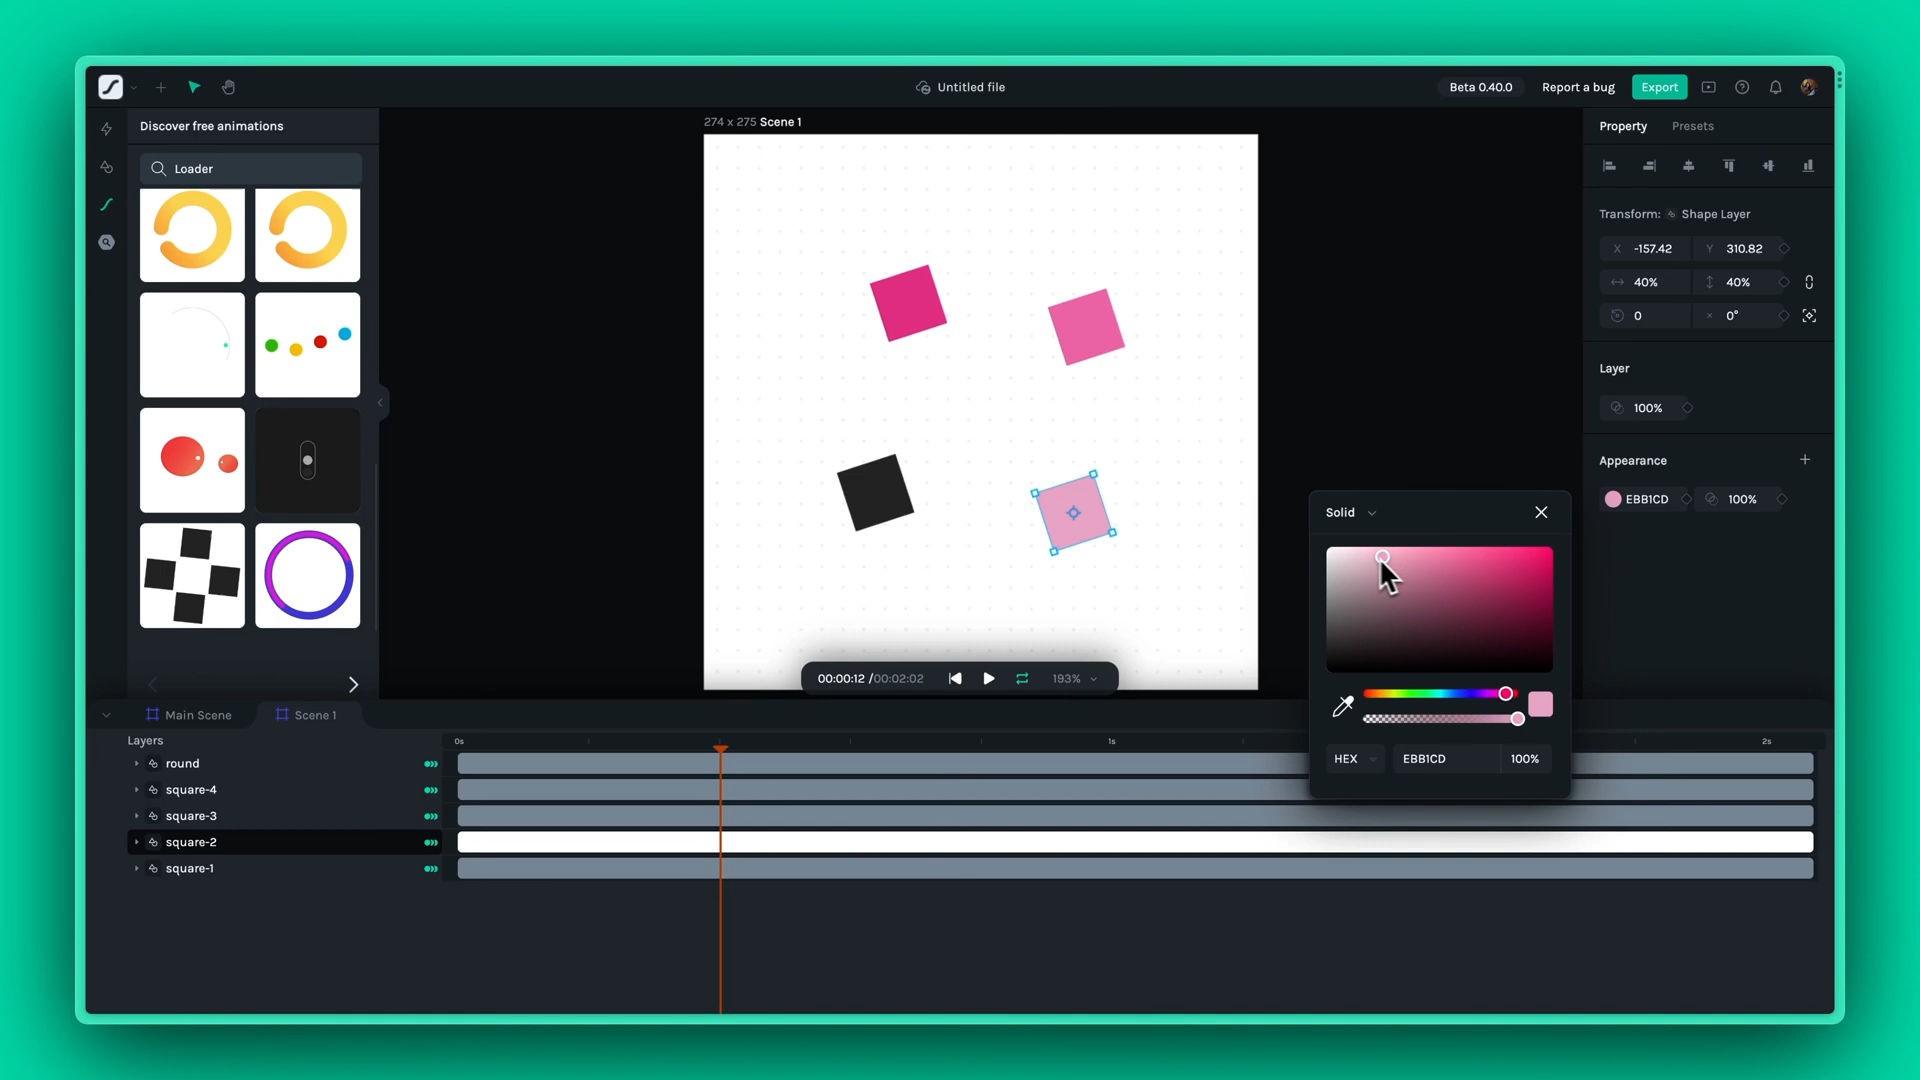 Untitled file
Beta 0.40.0
Report a bug
Export
Discover free animations
Loader
274 x 275 Scene 1
Property
Presets
Transform: Shape Layer
X -157.42
Y 310.82
40%
40%
0
× 0°
Layer
100%
Appearance
EBB1CD
100%
Solid
HEX
EBB1CD
100%
00:00:12 /00:02:02
193%
Main Scene
Scene 1
Layers
0s
1s
2s
round
square-4
square-3
square-2
square-1